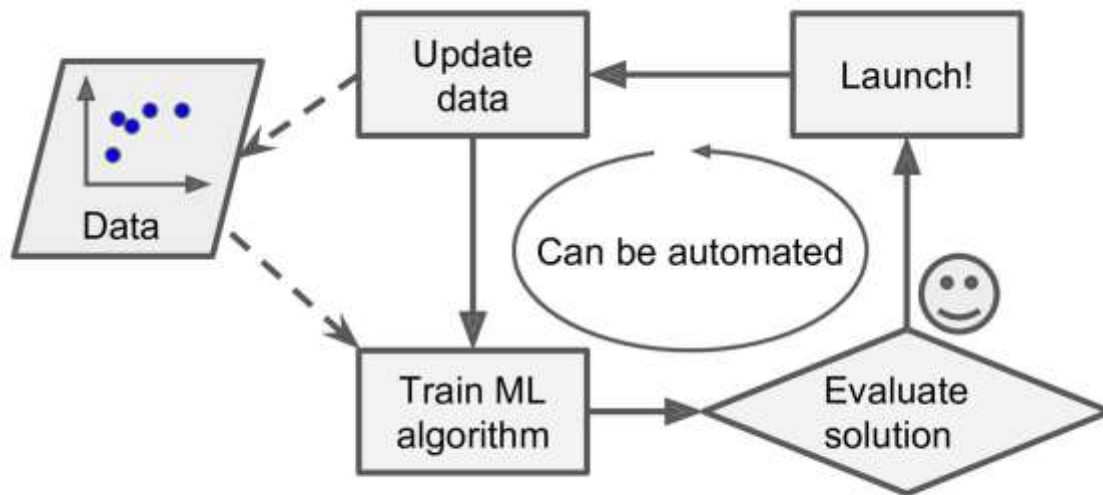 Update
data
Launch!
Data
Can be automated
Train ML
algorithm
Evaluate
solution